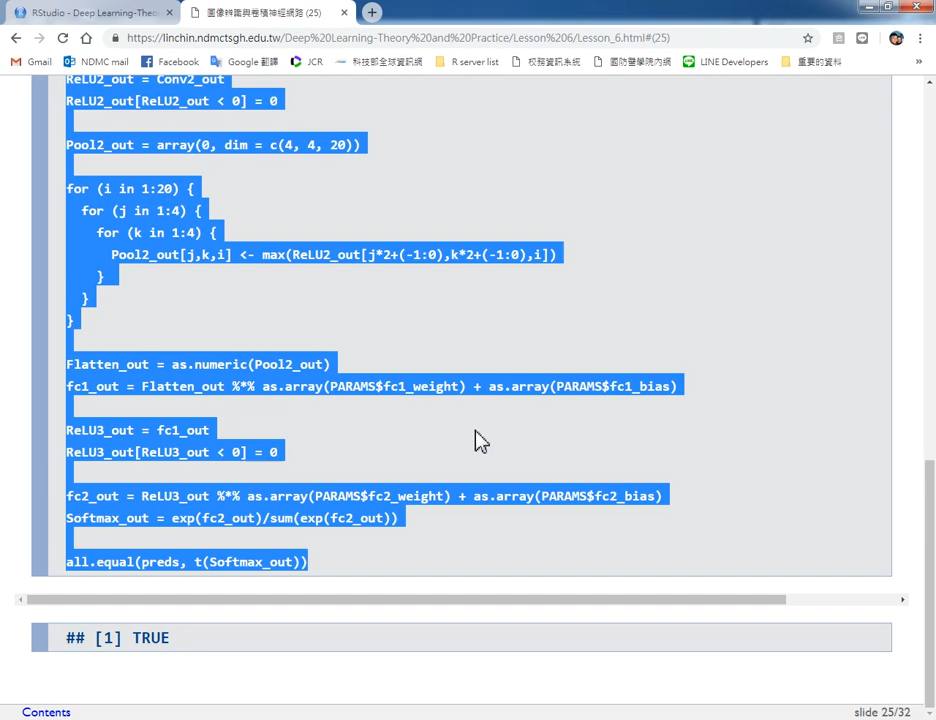 RStudio - Deep Learning-Theo
圖像辨識與卷積神經網路 (25)
https://linchin.ndmctsgh.edu.tw/Deep%20Learning-Theory%20and%20Practice/Lesson%206/Lesson_6.html#(25)
Gmail NDMC mail Facebook Google 翻譯 JCR 科技部全球資訊網 R server list 校務資訊系統 國防醫學院內網 LINE Developers 重要的資料 »
ReLU2_out = Conv2_out
ReLU2_out[ReLU2_out < 0] = 0
Pool2_out = array(0, dim = c(4, 4, 20))
for (i in 1:20) {
for (j in 1:4) {
for (k in 1:4) {
Pool2_out[j,k,i] <- max(ReLU2_out[j*2+(-1:0),k*2+(-1:0),i])
}
}
}
Flatten_out = as.numeric(Pool2_out)
fc1_out = Flatten_out %*% as.array(PARAMS$fc1_weight) + as.array(PARAMS$fc1_bias)
ReLU3_out = fc1_out
ReLU3_out[ReLU3_out < 0] = 0
fc2_out = ReLU3_out %*% as.array(PARAMS$fc2_weight) + as.array(PARAMS$fc2_bias)
Softmax_out = exp(fc2_out)/sum(exp(fc2_out))
all.equal(preds, t(Softmax_out))
## [1] TRUE
Contents
slide 25/32